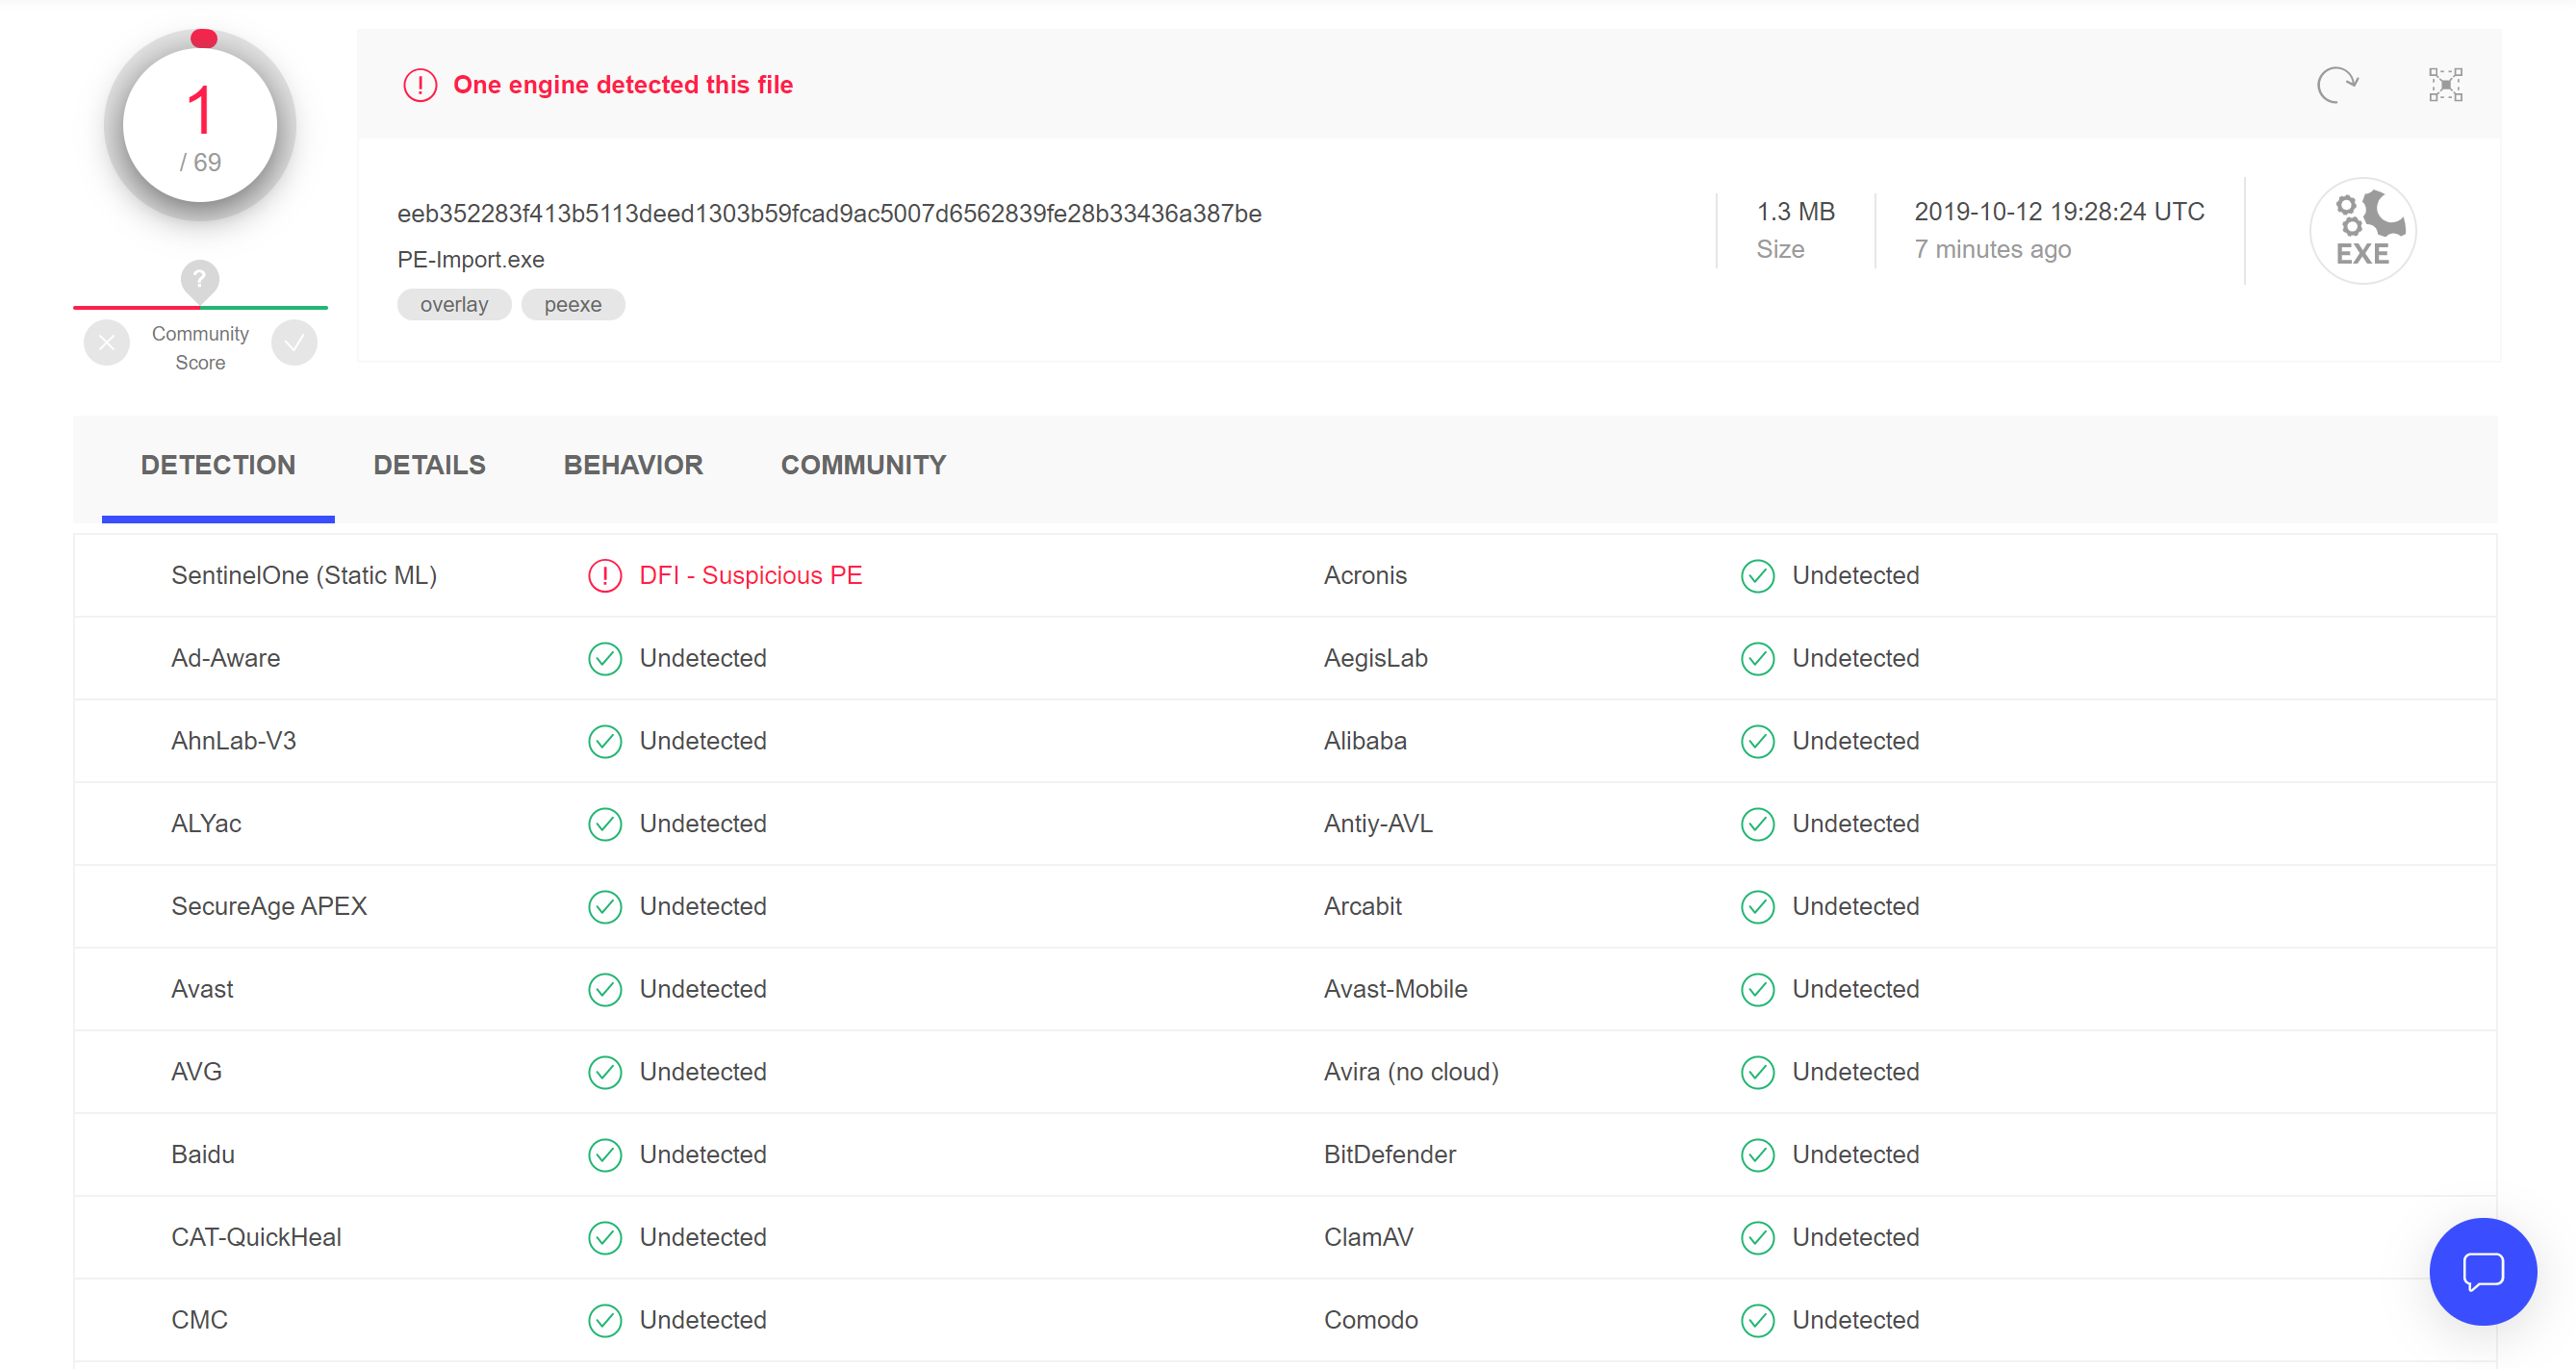 1
/ 69
?
Community
Score
One engine detected this file
eeb352283f413b5113deed1303b59fcad9ac5007d6562839fe28b33436a387be
PE-Import.exe
overlay peexe
1.3 MB
Size
2019-10-12 19:28:24 UTC
7 minutes ago
EXE
DETECTION DETAILS BEHAVIOR COMMUNITY
SentinelOne (Static ML) DFI - Suspicious PE Acronis Undetected
Ad-Aware Undetected AegisLab Undetected
AhnLab-V3 Undetected Alibaba Undetected
ALYac Undetected Antiy-AVL Undetected
SecureAge APEX Undetected Arcabit Undetected
Avast Undetected Avast-Mobile Undetected
AVG Undetected Avira (no cloud) Undetected
Baidu Undetected BitDefender Undetected
CAT-QuickHeal Undetected ClamAV Undetected
CMC Undetected Comodo Undetected